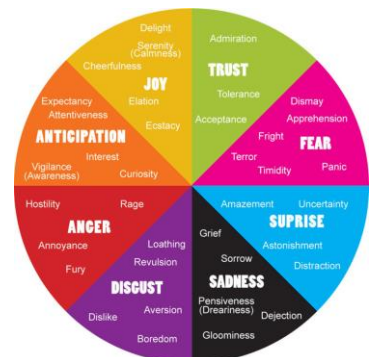 Delight
Serenity
(Calmness)
Cheerfulness
JOY
Elation
Ecstacy
Admiration
TRUST
Tolerance
Acceptance
Dismay
Apprehension
Fright
FEAR
Terror
Panic
Timidity
Amazement
Uncertainty
SUPRISE
Astonishment
Distraction
Grief
Sorrow
SADNESS
Pensiveness
(Dreariness)
Dejection
Gloominess
Loathing
Revulsion
DISGUST
Aversion
Dislike
Boredom
Hostility
Rage
ANGER
Annoyance
Fury
Expectancy
Attentiveness
ANTICIPATION
Interest
Vigilance
(Awareness)
Curiosity